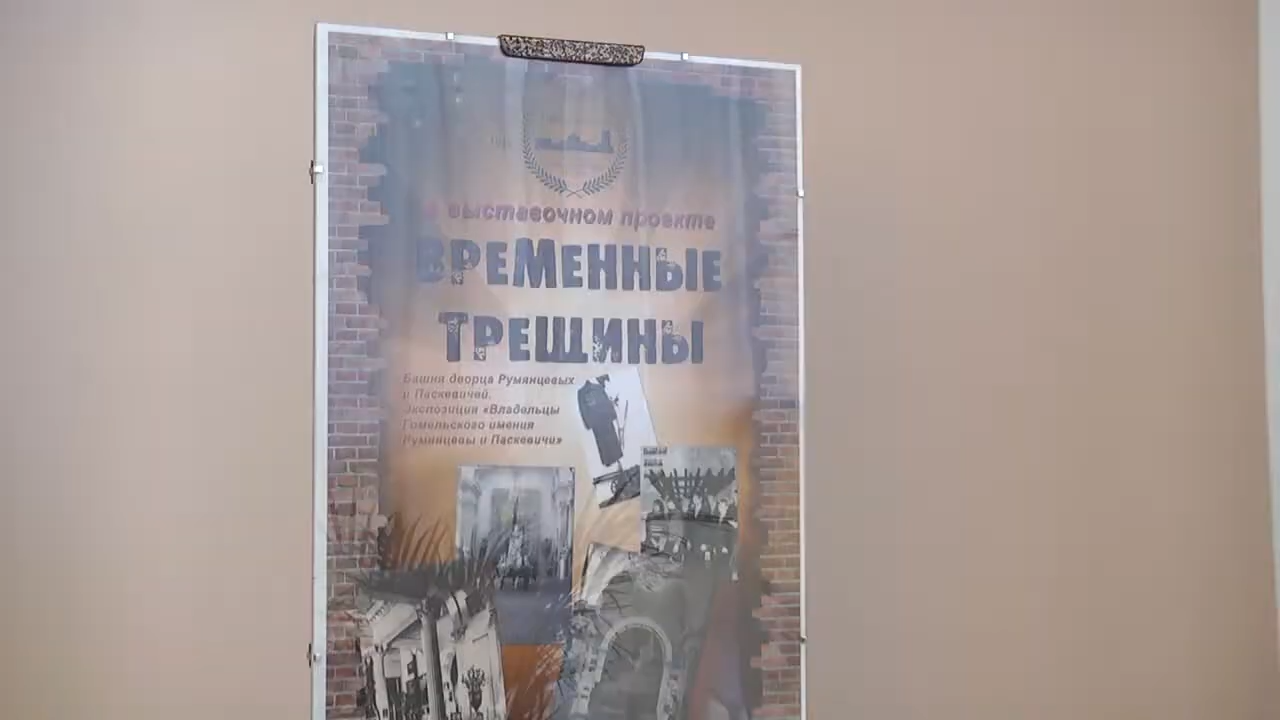 о выставочном проекте
ВРЕМЕННЫЕ
ТРЕЩИНЫ
Башня дворца Румянцевых
и Паскевичей.
Экспозиция «Владельцы
Гомельского имения
Румянцевы и Паскевичи»